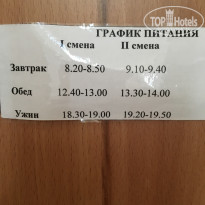 TOP Hotels
ГРАФИК ПИТАНИЯ
I смена II смена
Завтрак 8.20-8.50 9.10-9.40
Обед 12.40-13.00 13.30-14.00
Ужин 18.30-19.00 19.20-19.50